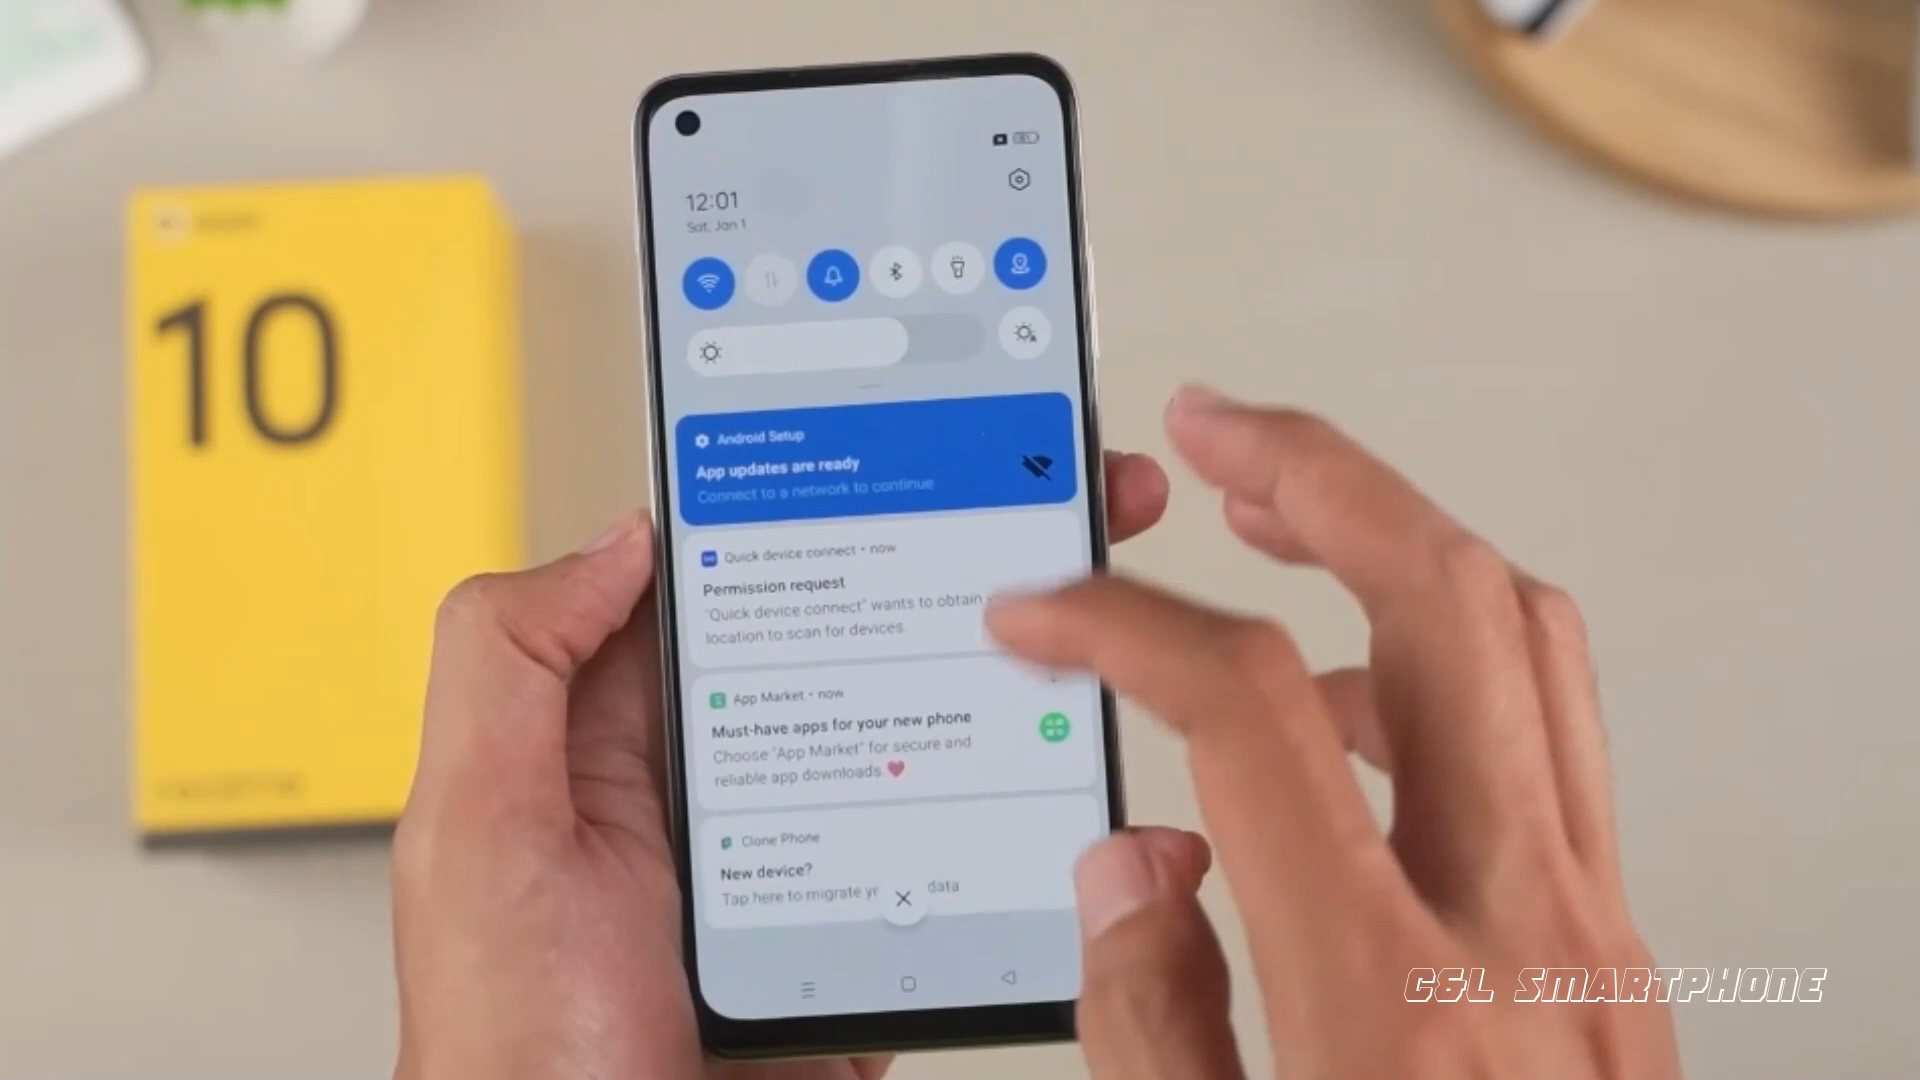 10
12:01
Sat, Jan 1
Android Setup
App updates are ready
Connect to a network to continue
Quick device connect • now
Permission request
"Quick device connect" wants to obtain
location to scan for devices.
App Market • now
Must-have apps for your new phone
Choose "App Market" for secure and
reliable app downloads ❤
Clone Phone
New device?
Tap here to migrate data
C&L SMARTPHONE